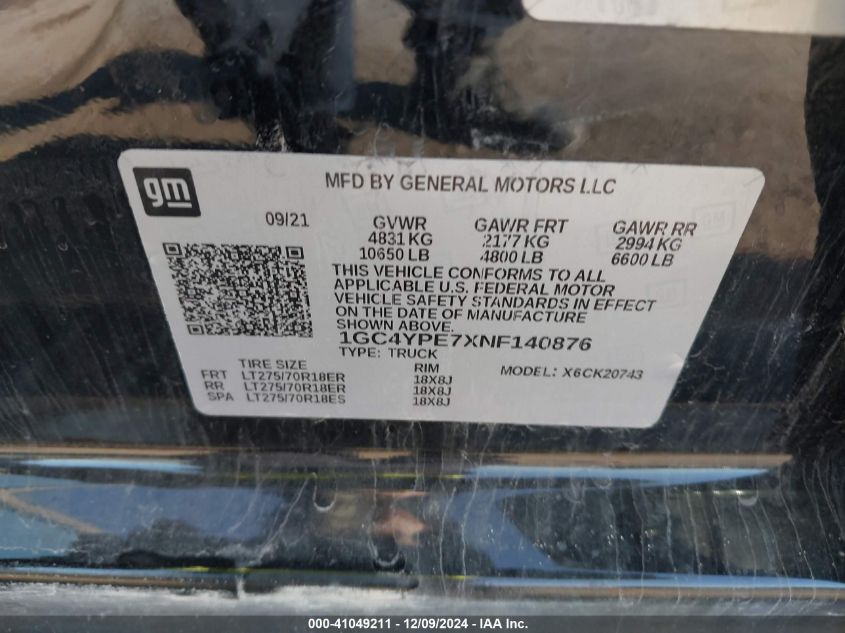 gm
MFD BY GENERAL MOTORS LLC
09/21 GVWR GAWR FRT GAWR RR
4831 KG 2177 KG 2994 KG
10650 LB 4800 LB 6600 LB
THIS VEHICLE CONFORMS TO ALL
APPLICABLE U.S. FEDERAL MOTOR
VEHICLE SAFETY STANDARDS IN EFFECT
ON THE DATE OF MANUFACTURE
SHOWN ABOVE.
1GC4YPE7XNF140876
TYPE: TRUCK
TIRE SIZE RIM MODEL: X6CK20743
FRT LT275/70R18ER 18X8J
RR LT275/70R18ER 18X8J
SPA LT275/70R18ES 18X8J
000-41049211 - 12/09/2024 - IAA Inc.